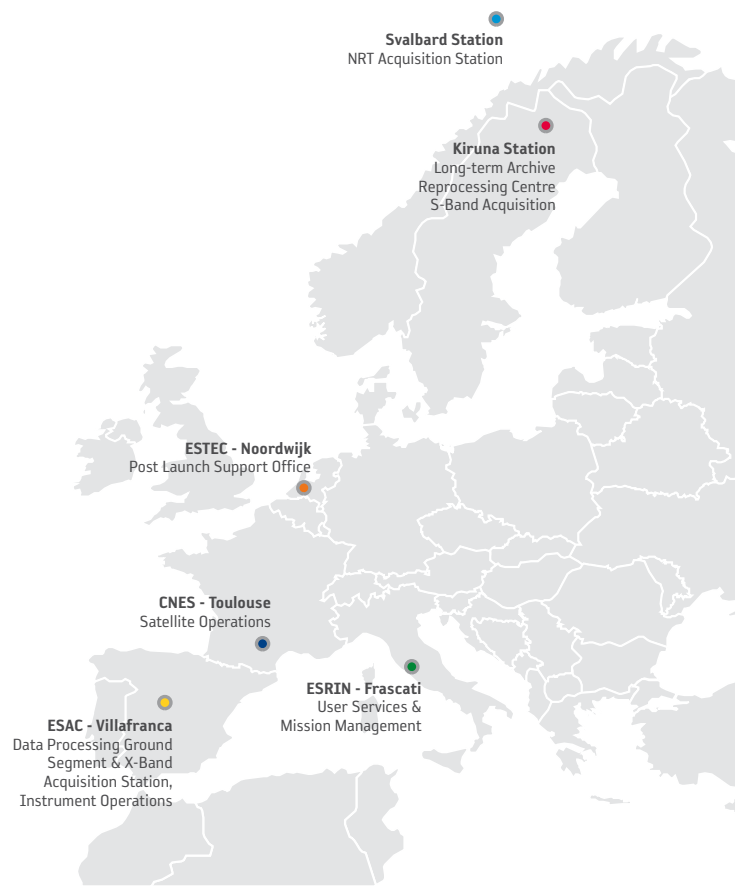 Svalbard Station
NRT Acquisition Station
Kiruna Station
Long-term Archive
Reprocessing Centre
S-Band Acquisition
ESTEC - Noordwijk
Post Launch Support Office
CNES - Toulouse
Satellite Operations
ESRIN - Frascati
User Services &
Mission Management
ESAC - Villafranca
Data Processing Ground
Segment & X-Band
Acquisition Station,
Instrument Operations